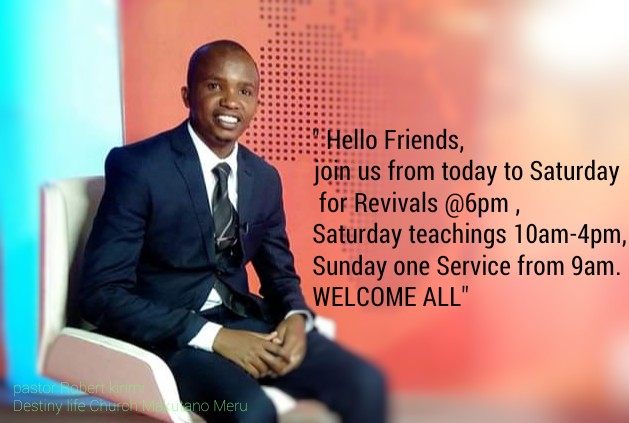 " Hello Friends,
join us from today to Saturday
for Revivals @6pm ,
Saturday teachings 10am-4pm,
Sunday one Service from 9am.
WELCOME ALL"
pastor Robert
Destiny life Church Makutano Meru